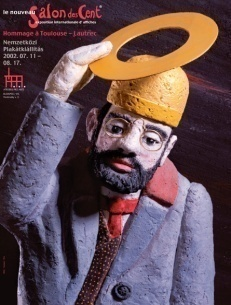 le nouveau Salon des Cent
Exposition internationale d'affiches
Hommage à Toulouse – Lautrec
Nemzetközi
Plakátkiállítás
2002. 07. 11 –
08. 17.